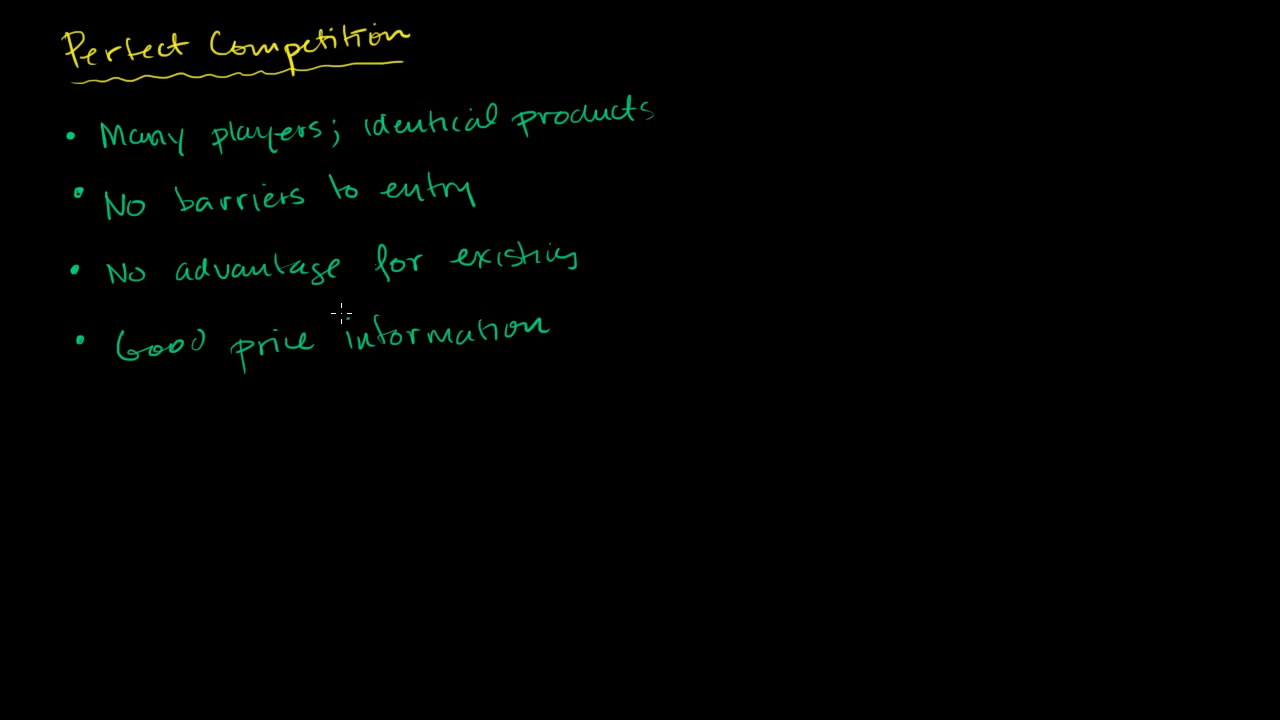 Perfect Competition
• Many players; identical products
• No barriers to entry
• No advantage for existing
• Good price information